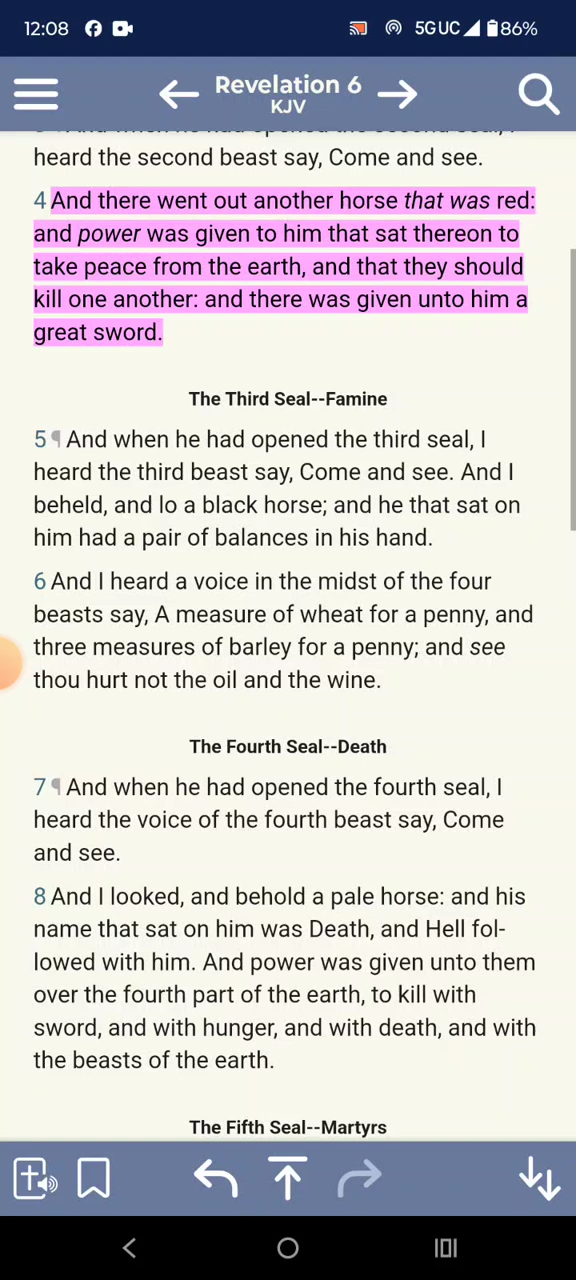 12:08
5G UC 86%
Revelation 6
KJV
heard the second beast say, Come and see.
4 And there went out another horse that was red:
and power was given to him that sat thereon to
take peace from the earth, and that they should
kill one another: and there was given unto him a
great sword.
The Third Seal--Famine
5 ¶ And when he had opened the third seal, I
heard the third beast say, Come and see. And I
beheld, and lo a black horse; and he that sat on
him had a pair of balances in his hand.
6 And I heard a voice in the midst of the four
beasts say, A measure of wheat for a penny, and
three measures of barley for a penny; and see
thou hurt not the oil and the wine.
The Fourth Seal--Death
7 ¶ And when he had opened the fourth seal, I
heard the voice of the fourth beast say, Come
and see.
8 And I looked, and behold a pale horse: and his
name that sat on him was Death, and Hell fol-
lowed with him. And power was given unto them
over the fourth part of the earth, to kill with
sword, and with hunger, and with death, and with
the beasts of the earth.
The Fifth Seal--Martyrs